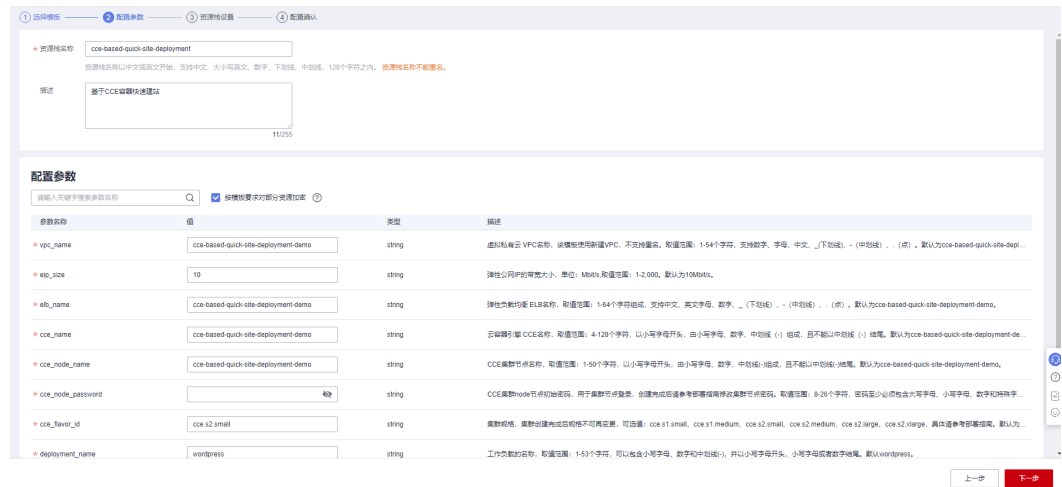 1 选择模板 2 配置参数 3 资源栈设置 4 配置确认
* 资源栈名称 cce-based-quick-site-deployment
资源栈名称以中文或英文开始，支持中文、大小写英文、数字、下划线、中划线，128个字符之内。 资源栈名称不能重名。
描述 基于CCE容器快速建站
11/255
配置参数
请输入关键字搜索参数名称 按模板要求对部分资源加密
参数名称 值 类型 描述
* vpc_name cce-based-quick-site-deployment-demo string 虚拟私有云 VPC名称，该模板使用新建VPC，不支持重名。取值范围：1-54个字符，支持数字、字母、中文、_(下划线)、-（中划线）、.（点）。默认为cce-based-quick-site-depl...
* eip_size 10 string 弹性公网IP的带宽大小，单位：Mbit/s,取值范围：1-2,000。默认为10Mbit/s。
* elb_name cce-based-quick-site-deployment-demo string 弹性负载均衡 ELB名称，取值范围：1-64个字符组成，支持中文、英文字母、数字、_（下划线）、-（中划线）、.（点）。默认为cce-based-quick-site-deployment-demo。
* cce_name cce-based-quick-site-deployment-demo string 云容器引擎 CCE名称，取值范围：4-128个字符，以小写字母开头，由小写字母、数字、中划线（-）组成，且不能以中划线（-）结尾。默认为cce-based-quick-site-deployment-de...
* cce_node_name cce-based-quick-site-deployment-demo string CCE集群节点名称，取值范围：1-50个字符，以小写字母开头，由小写字母、数字、中划线(-)组成，且不能以中划线(-)结尾。默认为cce-based-quick-site-deployment-demo。
* cce_node_password string CCE集群node节点初始密码，用于集群节点登录，创建完成后请参考部署指南修改集群节点密码。取值范围：8-26个字符，密码至少必须包含大写字母、小写字母、数字和特殊字...
* cce_flavor_id cce.s2.small string 集群规格，集群创建完成后规格不可再变更，可选值：cce.s1.small、cce.s1.medium、cce.s2.small、cce.s2.medium、cce.s2.large、cce.s2.xlarge，具体请参考部署指南。默认为...
* deployment_name wordpress string 工作负载的名称，取值范围：1-53个字符，可以包含小写字母、数字和中划线(-)，并以小写字母开头，小写字母或者数字结尾。默认wordpress。
上一步 下一步